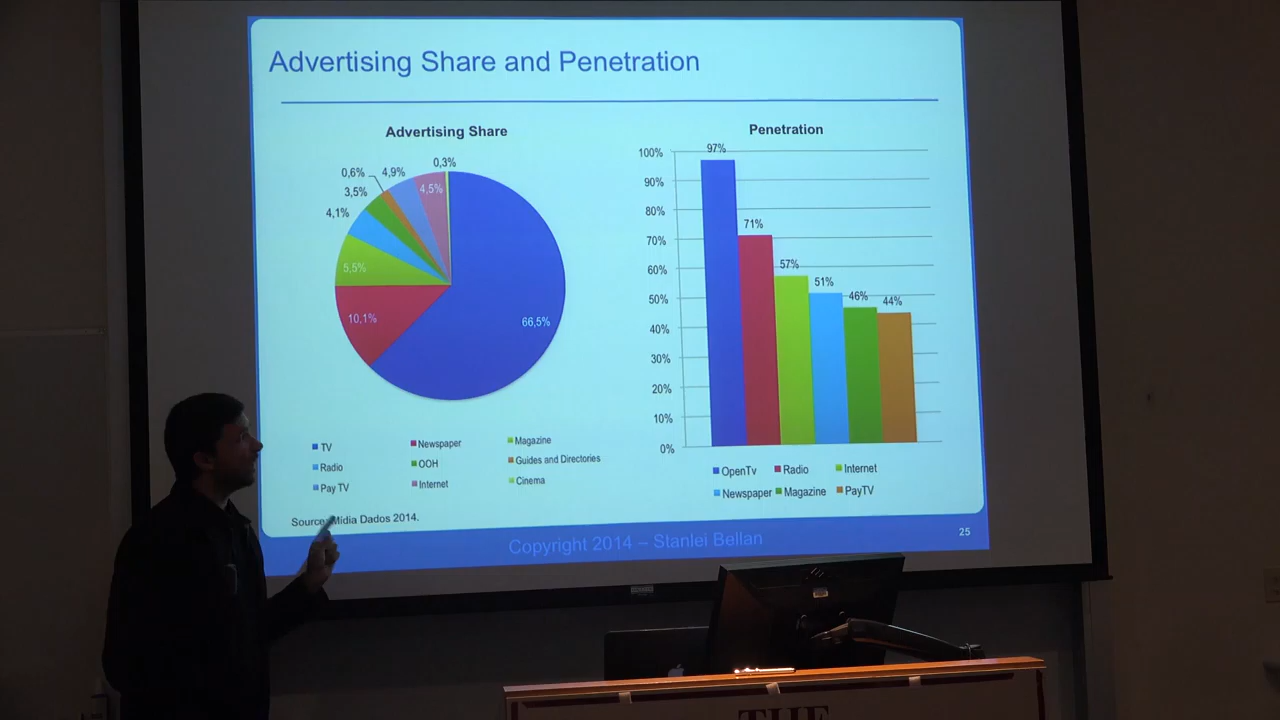 Advertising Share and Penetration
Advertising Share
0,3%
0,6%
4,9%
3,5%
4,5%
4,1%
5,5%
10,1%
66,5%
TV
Newspaper
Magazine
Radio
OOH
Guides and Directories
Pay TV
Internet
Cinema
Source: Mídia Dados 2014.
Penetration
100%
90%
80%
70%
60%
50%
40%
30%
20%
10%
0%
97%
71%
57%
51%
46%
44%
OpenTv
Radio
Internet
Newspaper
Magazine
PayTV
Copyright 2014 – Stanlei Bellan
25
THE